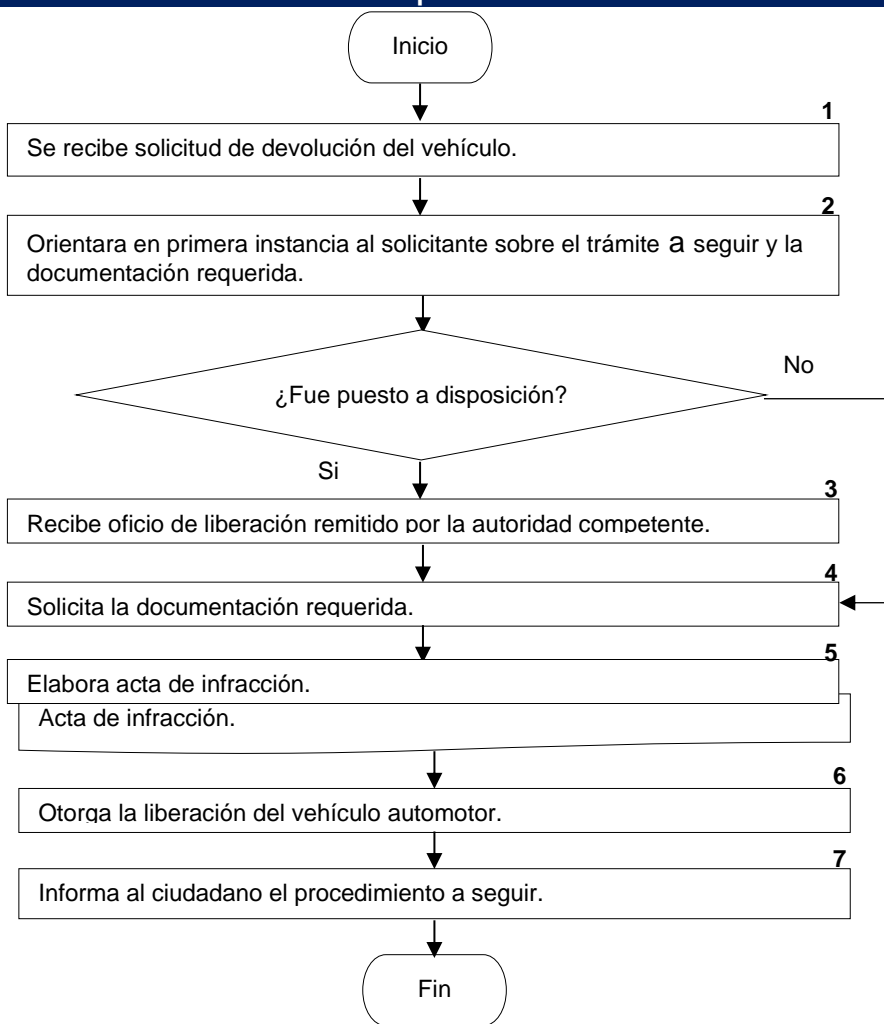 Inicio
1
Se recibe solicitud de devolución del vehículo.
2
Orientara en primera instancia al solicitante sobre el trámite a seguir y la
documentación requerida.
¿Fue puesto a disposición?
No
Si
3
Recibe oficio de liberación remitido por la autoridad competente.
4
Solicita la documentación requerida.
5
Elabora acta de infracción.
Acta de infracción.
6
Otorga la liberación del vehículo automotor.
7
Informa al ciudadano el procedimiento a seguir.
Fin